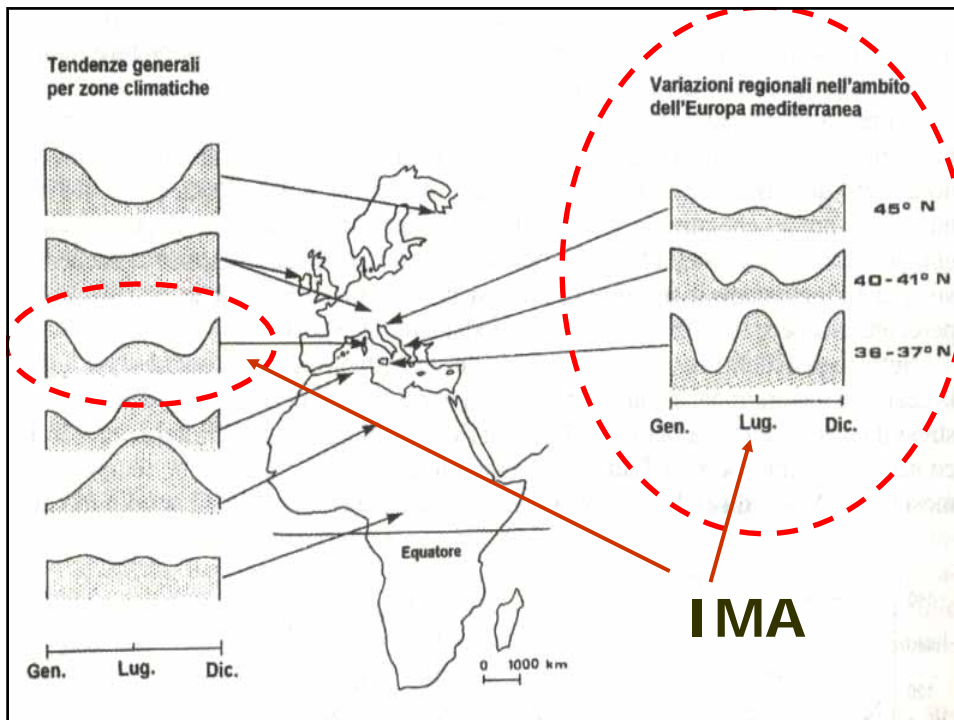 Tendenze generali
per zone climatiche
Variazioni regionali nell'ambito
dell'Europa mediterranea
45° N
40-41° N
36-37° N
Gen. Lug. Dic.
Equatore
IMA
0 1000 km
Gen. Lug. Dic.